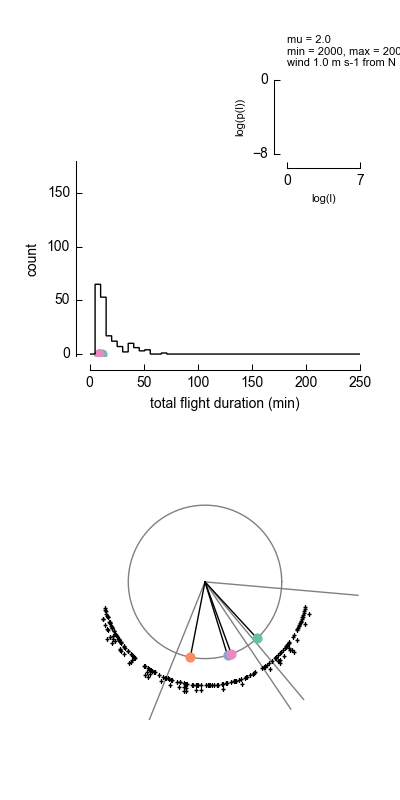 mu = 2.0
min = 2000, max = 200
wind 1.0 m s-1 from N
0
log(p(l))
−8
0
7
log(l)
150
100
50
0
count
0
50
100
150
200
250
total flight duration (min)